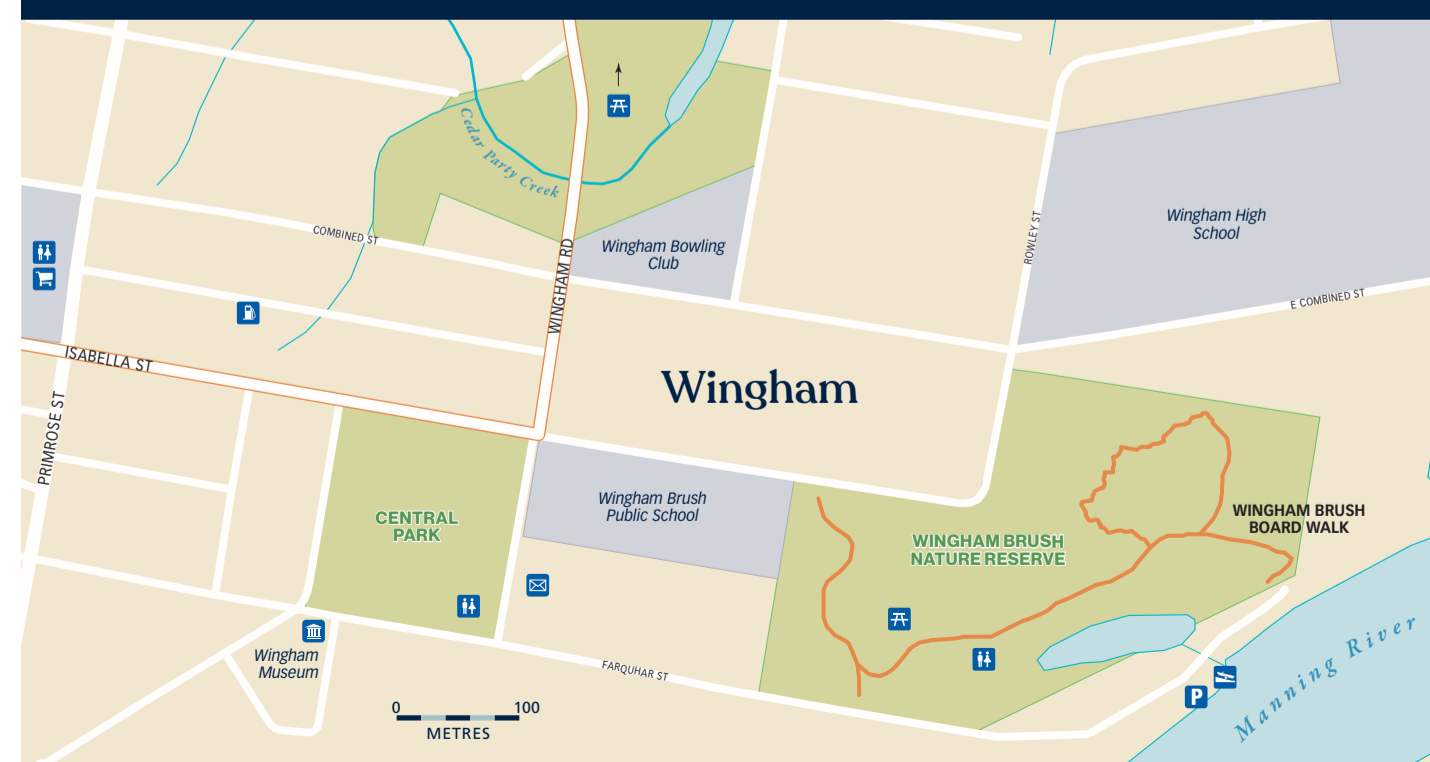 Cedar Party Creek
COMBINED ST
WINGHAM RD
Wingham Bowling
Club
ROWLEY ST
Wingham High
School
E COMBINED ST
ISABELLA ST
PRIMROSE ST
Wingham
CENTRAL
PARK
Wingham Brush
Public School
WINGHAM BRUSH
NATURE RESERVE
WINGHAM BRUSH
BOARD WALK
Wingham
Museum
FARQUHAR ST
P
Manning River
0 100
METRES